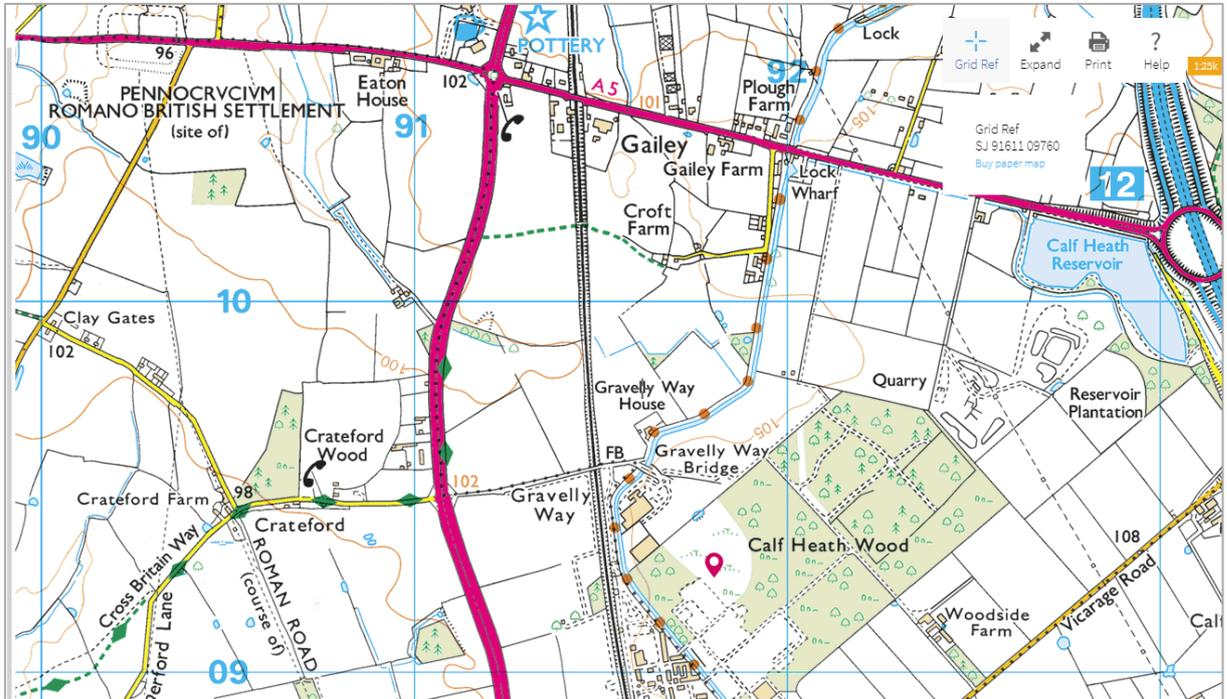 Lock
92
Grid Ref
Expand
Print
Help
1:25k
POTTERY
96
102
Eaton
House
A 5
101
Plough
Farm
105
PENNOCRVCIVM
ROMANO BRITISH SETTLEMENT
(site of)
90
91
Gailey
Gailey Farm
Lock
Wharf
Grid Ref
SJ 91611 09760
Buy paper map
12
Croft
Farm
Calf Heath
Reservoir
10
Clay Gates
102
100
Gravelly Way
House
Quarry
Reservoir
Plantation
105
Crateford
Wood
FB
Gravelly Way
Bridge
102
Crateford Farm
98
Crateford
Gravelly
Way
Calf Heath Wood
108
Cross Britain Way
ROMAN ROAD
(course of)
Vicarage Road
Woodside
Farm
Calf
erford Lane
09